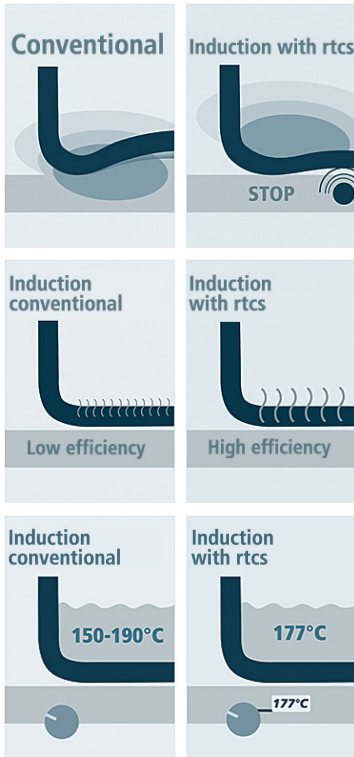 Conventional
Induction with rtcs
STOP
Induction
conventional
Low efficiency
Induction
with rtcs
High efficiency
Induction
conventional
150-190°C
Induction
with rtcs
177°C
177°C